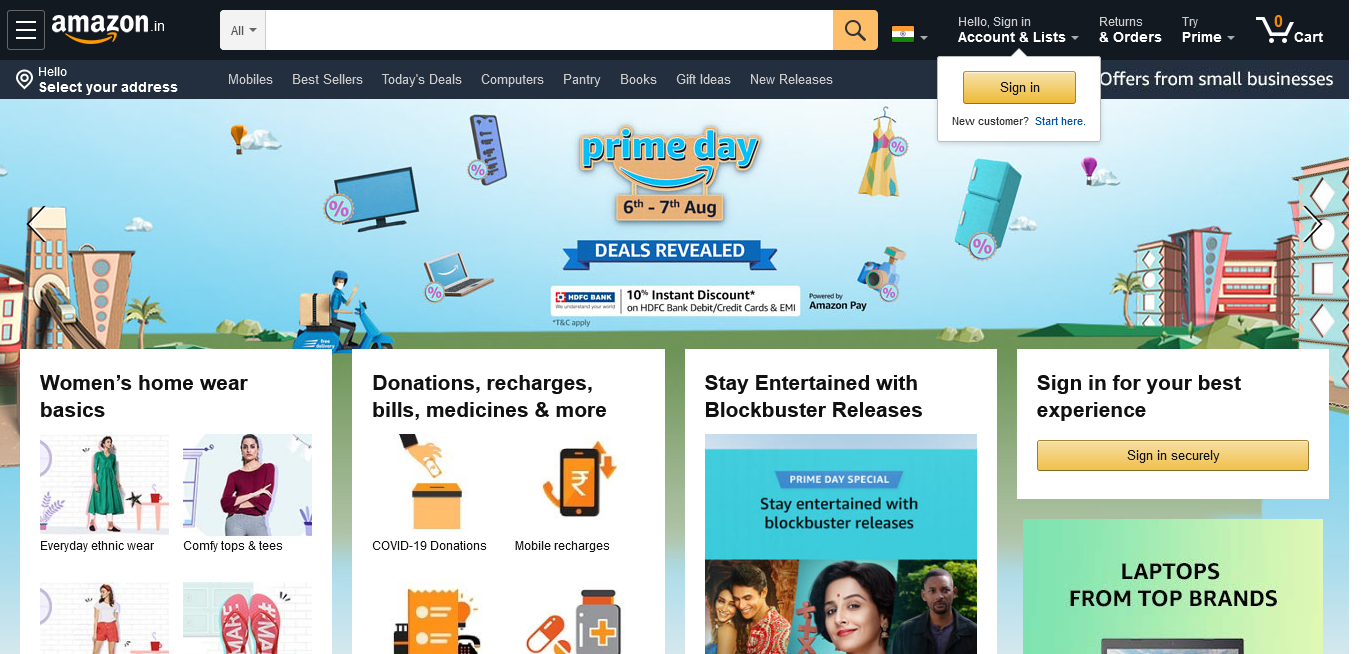 amazon.in
All
Hello, Sign in
Account & Lists
Returns
& Orders
Try
Prime
0
Cart
Hello
Select your address
Mobiles
Best Sellers
Today's Deals
Computers
Pantry
Books
Gift Ideas
New Releases
Offers from small businesses
Sign in
New customer? Start here.
prime day
6th - 7th Aug
DEALS REVEALED
HDFC BANK
We understand your world
10% Instant Discount*
on HDFC Bank Debit/Credit Cards & EMI
Powered by
Amazon Pay
*T&C apply
%
%
%
%
%
%
free
delivery
Women’s home wear
basics
Everyday ethnic wear
Comfy tops & tees
Donations, recharges,
bills, medicines & more
COVID-19 Donations
Mobile recharges
₹
Stay Entertained with
Blockbuster Releases
PRIME DAY SPECIAL
Stay entertained with
blockbuster releases
Sign in for your best
experience
Sign in securely
LAPTOPS
FROM TOP BRANDS